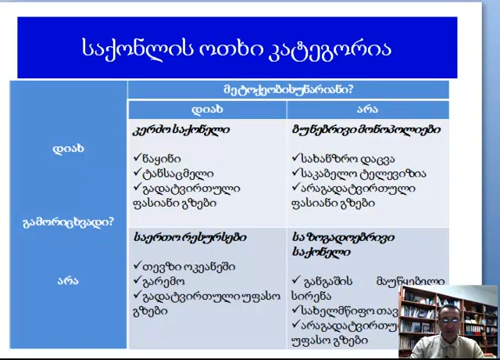 საქონლის ოთხი კატეგორია
მეტოქეობისუნარიანი?
დიახ
არა
დიახ
კერძო საქონელი
✓ნაყინი
✓ტანსაცმელი
✓გადატვირთული
ფასიანი გზები
ბუნებრივი მონოპოლიები
✓სახანძრო დაცვა
✓საკაბელო ტელევიზია
✓არაგადატვირთული
ფასიანი გზები
გამორიცხვადი?
არა
საერთო რესურსები
✓თევზი ოკეანეში
✓გარემო
✓გადატვირთული უფასო
გზები
საზოგადოებრივი
საქონელი
✓განგაშის მაუწყებელი
სირენა
✓სახელმწიფო
უფასო გზები